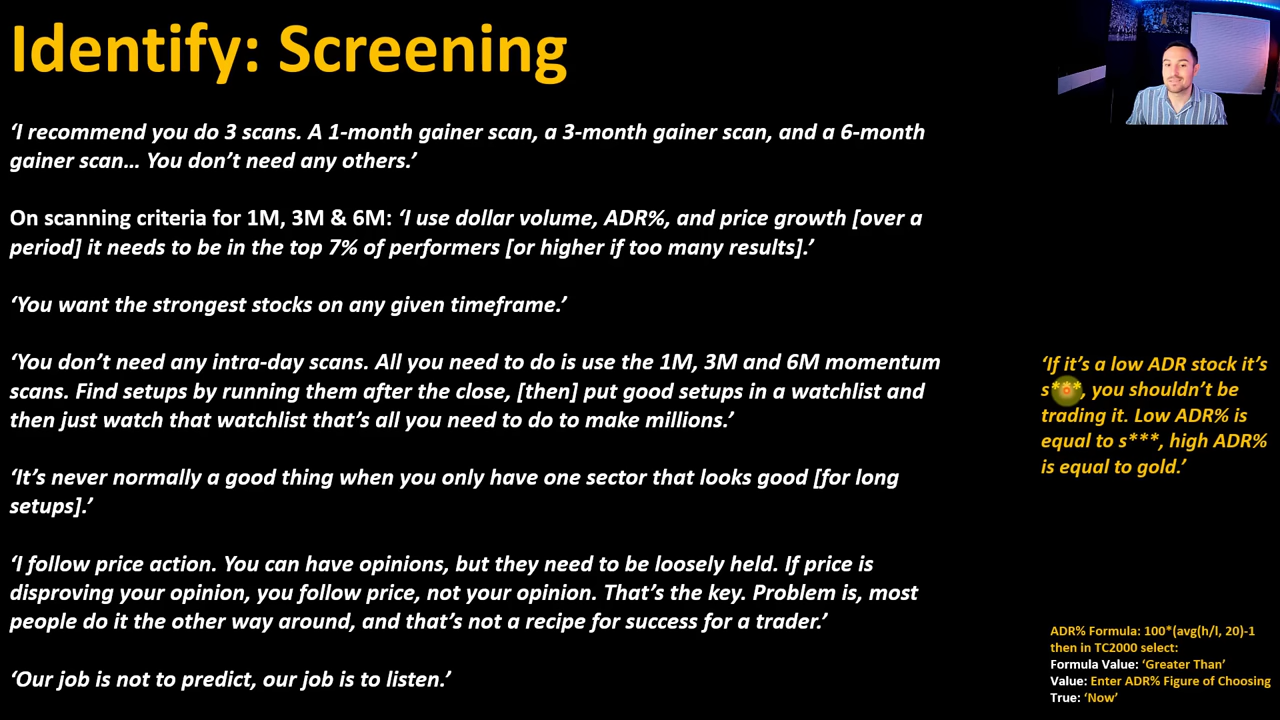 Identify: Screening
‘I recommend you do 3 scans. A 1-month gainer scan, a 3-month gainer scan, and a 6-month
gainer scan… You don’t need any others.’
On scanning criteria for 1M, 3M & 6M: ‘I use dollar volume, ADR%, and price growth [over a
period] it needs to be in the top 7% of performers [or higher if too many results].’
‘You want the strongest stocks on any given timeframe.’
‘You don’t need any intra-day scans. All you need to do is use the 1M, 3M and 6M momentum
scans. Find setups by running them after the close, [then] put good setups in a watchlist and
then just watch that watchlist that’s all you need to do to make millions.’
‘It’s never normally a good thing when you only have one sector that looks good [for long
setups].’
‘I follow price action. You can have opinions, but they need to be loosely held. If price is
disproving your opinion, you follow price, not your opinion. That’s the key. Problem is, most
people do it the other way around, and that’s not a recipe for success for a trader.’
‘Our job is not to predict, our job is to listen.’
‘If it’s a low ADR stock it’s
s***, you shouldn’t be
trading it. Low ADR% is
equal to s***, high ADR%
is equal to gold.’
ADR% Formula: 100*(avg(h/l, 20)-1
then in TC2000 select:
Formula Value: ‘Greater Than’
Value: Enter ADR% Figure of Choosing
True: ‘Now’